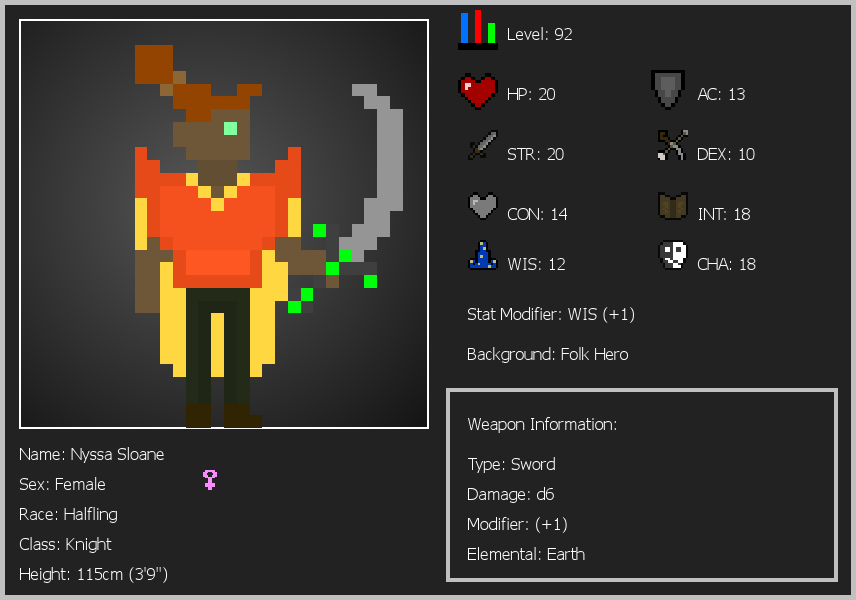 Level: 92
HP: 20
AC: 13
STR: 20
DEX: 10
CON: 14
INT: 18
WIS: 12
CHA: 18
Stat Modifier: WIS (+1)
Background: Folk Hero
Weapon Information:
Type: Sword
Damage: d6
Modifier: (+1)
Elemental: Earth
Name: Nyssa Sloane
Sex: Female
Race: Halfling
Class: Knight
Height: 115cm (3'9")